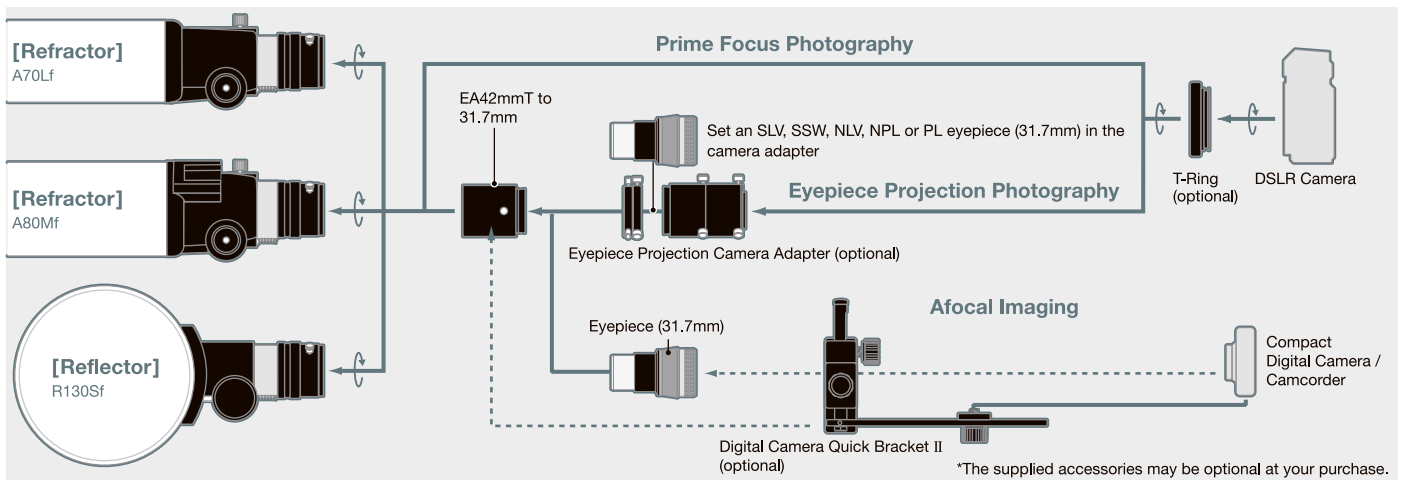 [Refractor]
A70Lf
Prime Focus Photography
EA42mmT to
31.7mm
Set an SLV, SSW, NLV, NPL or PL eyepiece (31.7mm) in the
camera adapter
[Refractor]
A80Mf
Eyepiece Projection Photography
T-Ring
(optional)
DSLR Camera
Eyepiece Projection Camera Adapter (optional)
Afocal Imaging
Eyepiece (31.7mm)
[Reflector]
R130Sf
Compact
Digital Camera /
Camcorder
Digital Camera Quick Bracket II
(optional)
*The supplied accessories may be optional at your purchase.